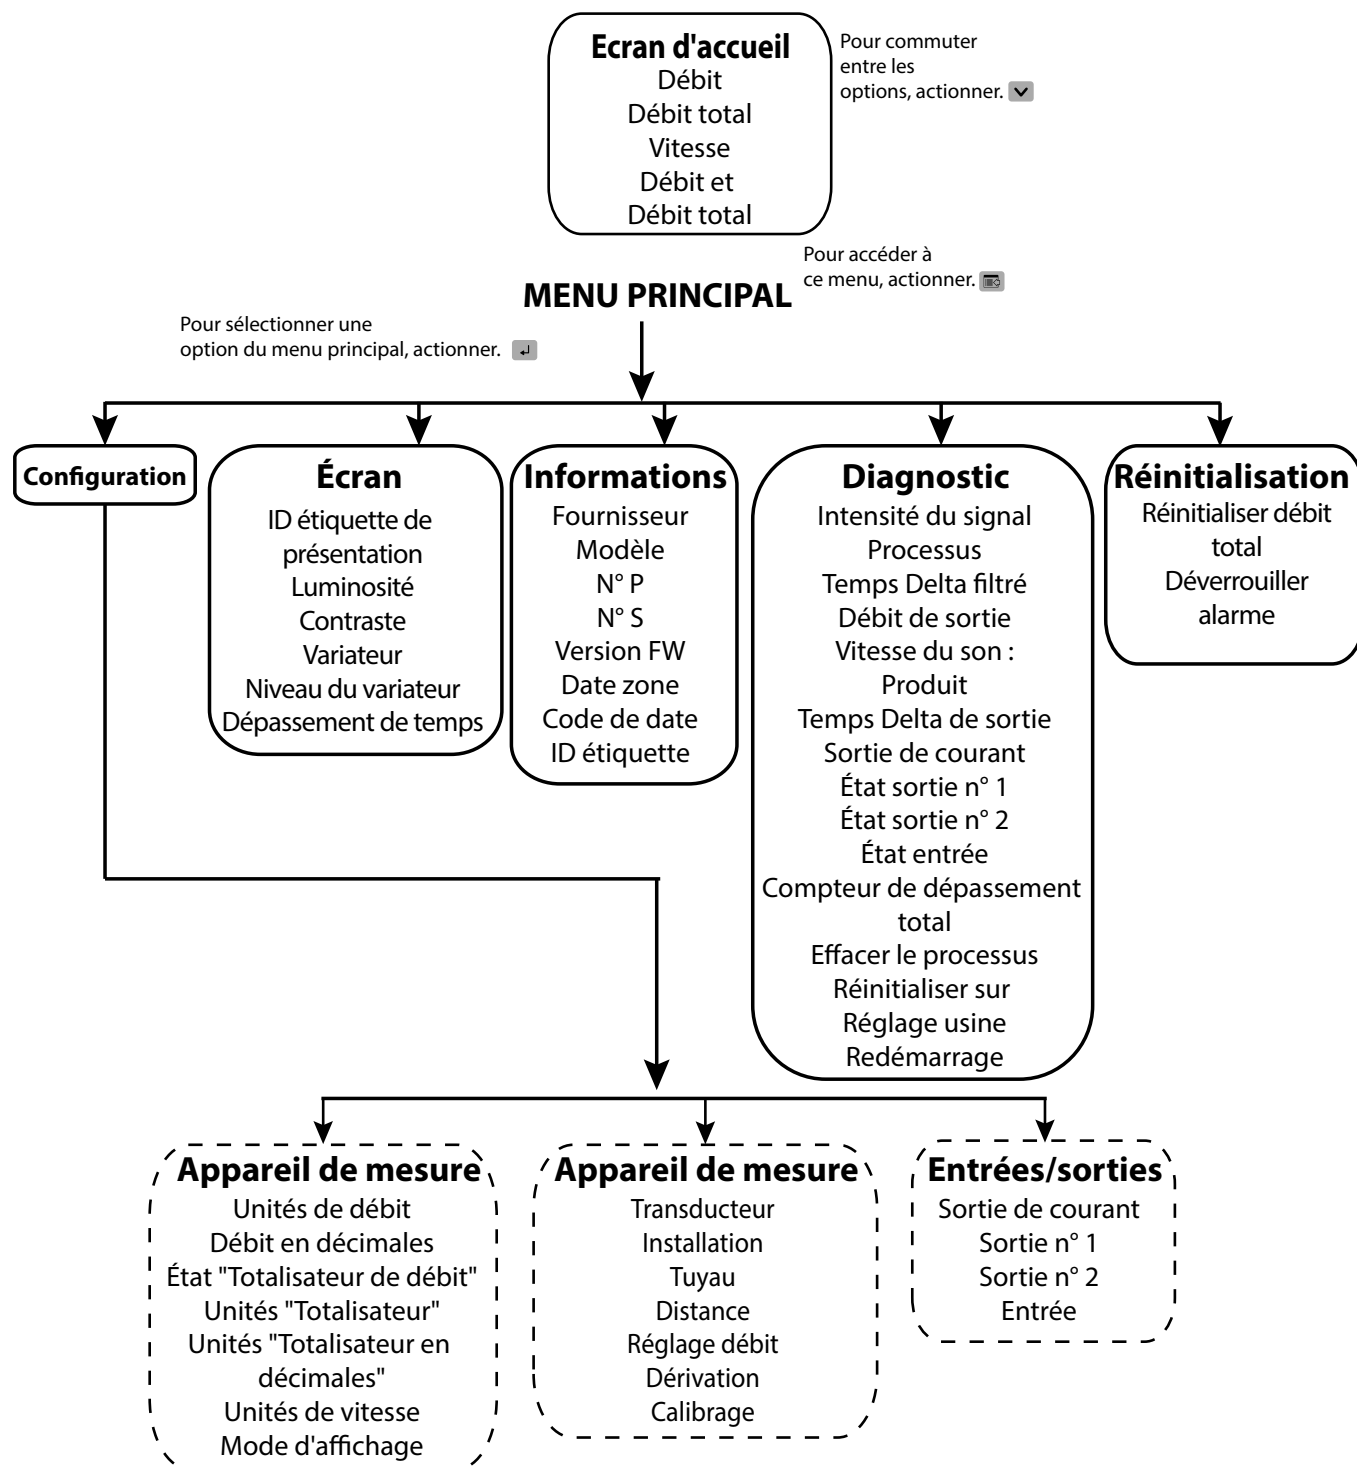 Ecran d'accueil
Débit
Débit total
Vitesse
Débit et
Débit total
Pour commuter
entre les
options, actionner.
Pour accéder à
ce menu, actionner.
MENU PRINCIPAL
Pour sélectionner une
option du menu principal, actionner.
Configuration
Écran
ID étiquette de
présentation
Luminosité
Contraste
Variateur
Niveau du variateur
Dépassement de temps
Informations
Fournisseur
Modèle
N° P
N° S
Version FW
Date zone
Code de date
ID étiquette
Diagnostic
Intensité du signal
Processus
Temps Delta filtré
Débit de sortie
Vitesse du son :
Produit
Temps Delta de sortie
Sortie de courant
État sortie n° 1
État sortie n° 2
État entrée
Compteur de dépassement
total
Effacer le processus
Réinitialiser sur
Réglage usine
Redémarrage
Réinitialisation
Réinitialiser débit
total
Déverrouiller
alarme
Appareil de mesure
Unités de débit
Débit en décimales
État "Totalisateur de débit"
Unités "Totalisateur"
Unités "Totalisateur en
décimales"
Unités de vitesse
Mode d'affichage
Appareil de mesure
Transducteur
Installation
Tuyau
Distance
Réglage débit
Dérivation
Calibrage
Entrées/sorties
Sortie de courant
Sortie n° 1
Sortie n° 2
Entrée